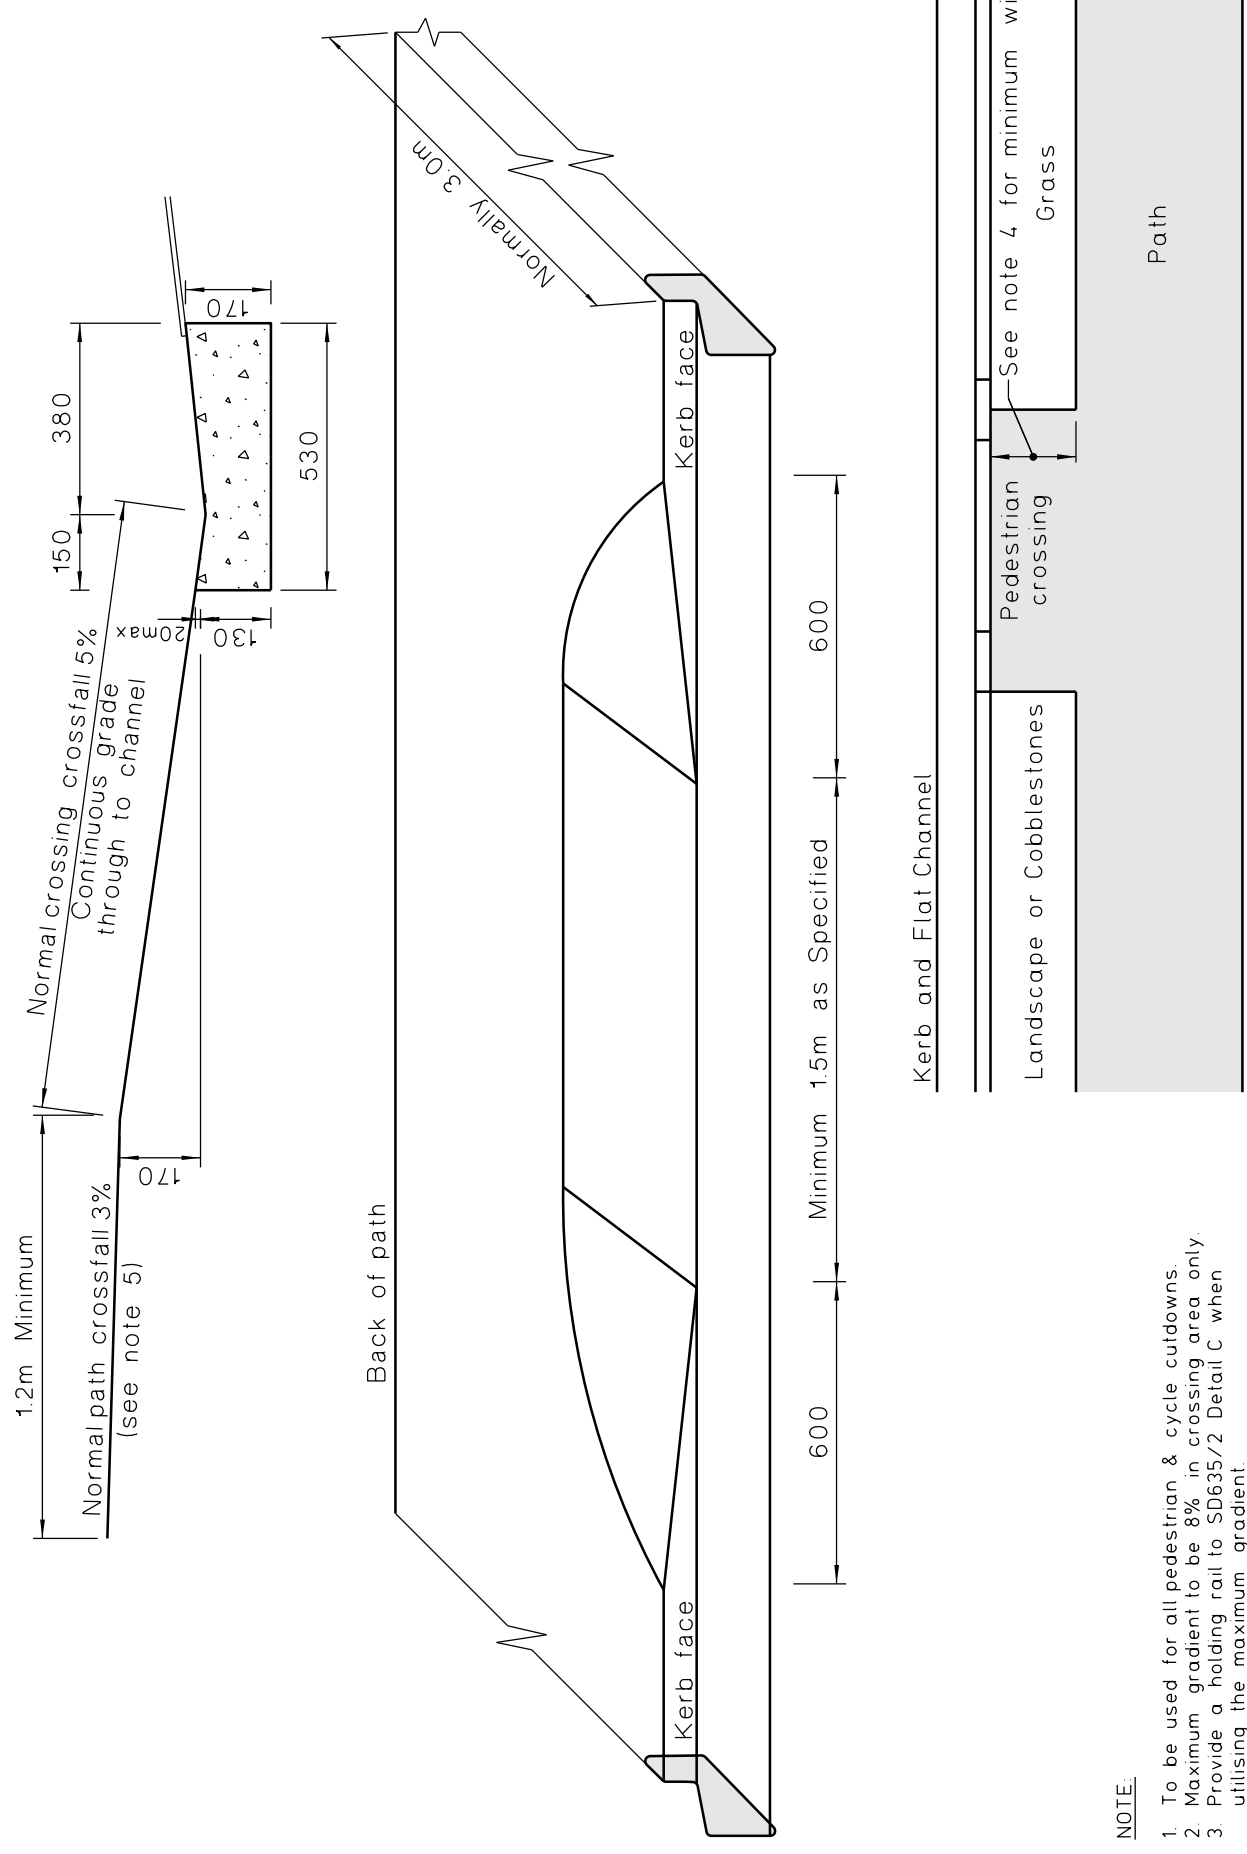 1.2m Minimum
Normal path crossfall 3%
(see note 5)
170
Normal crossing crossfall 5%
Continuous grade
through to channel
20max
130
150
380
530
170
Back of path
Normally 3.0m
Kerb face
Kerb face
600
Minimum 1.5m as Specified
600
Kerb and Flat Channel
Landscape or Cobblestones
Pedestrian
crossing
See note 4 for minimum
Grass
Path
NOTE:
1. To be used for all pedestrian & cycle cutdowns.
2. Maximum gradient to be 8% in crossing area only.
3. Provide a holding rail to SD635/2 Detail C when
utilising the maximum gradient.